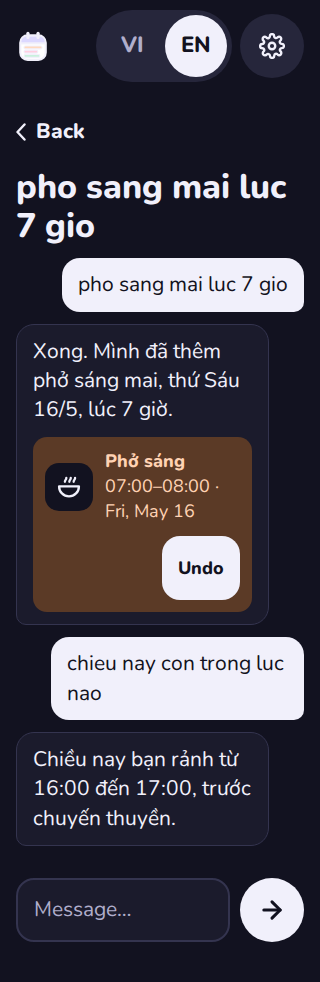 VI EN
Back
pho sang mai luc
7 gio
pho sang mai luc 7 gio
Xong. Mình đã thêm
phở sáng mai, thứ Sáu
16/5, lúc 7 giờ.
Phở sáng
07:00–08:00 ·
Fri, May 16
Undo
chieu nay con trong luc
nao
Chiều nay bạn rảnh từ
16:00 đến 17:00, trước
chuyến thuyền.
Message...